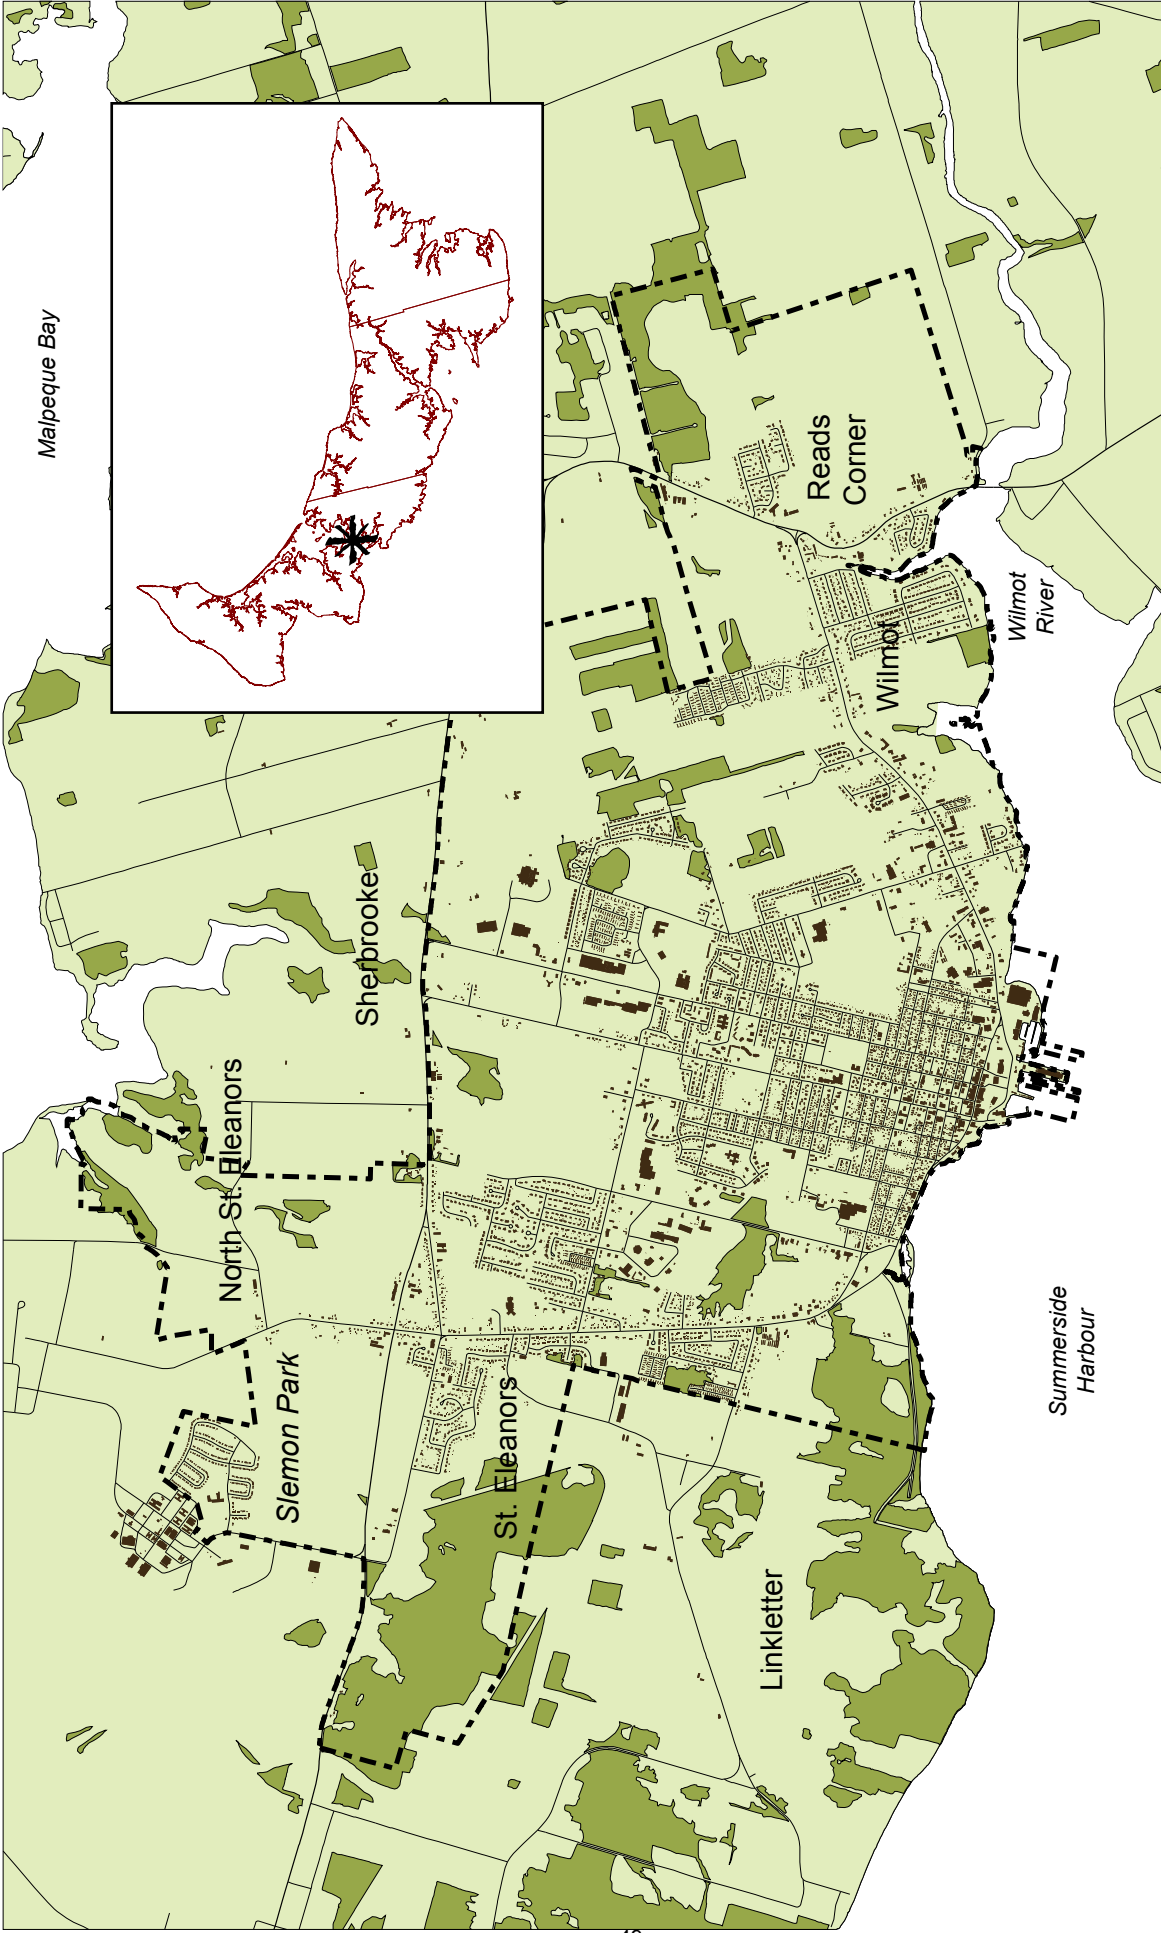 Malpeque Bay
Sherbrooke
North St. Eleanors
Slemon Park
St. Eleanors
Linkletter
Reads
Corner
Wilmot
Wilmot
River
Summerside
Harbour